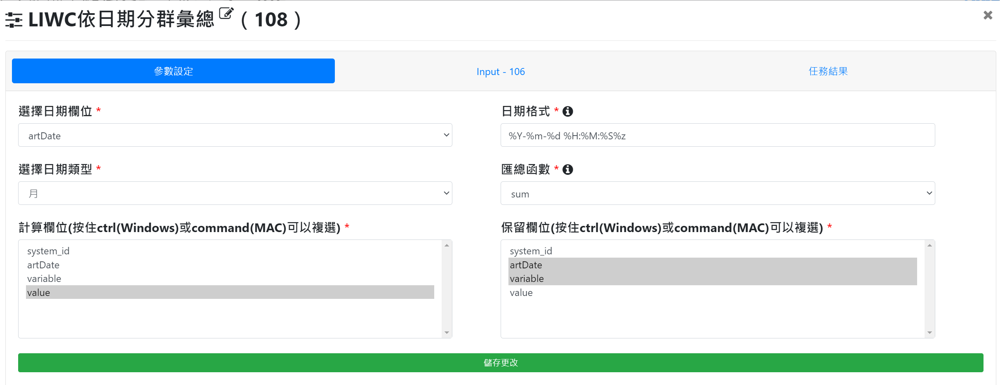 LIWC依日期分群彙總 ( 108 )
參數設定
Input - 106
任務結果
選擇日期欄位 *
日期格式 *
artDate
%Y-%m-%d %H:%M:%S%z
選擇日期類型 *
匯總函數 *
月
sum
計算欄位(按住ctrl(Windows)或command(MAC)可以複選) *
保留欄位(按住ctrl(Windows)或command(MAC)可以複選) *
system_id
artDate
variable
value
system_id
artDate
variable
value
儲存更改